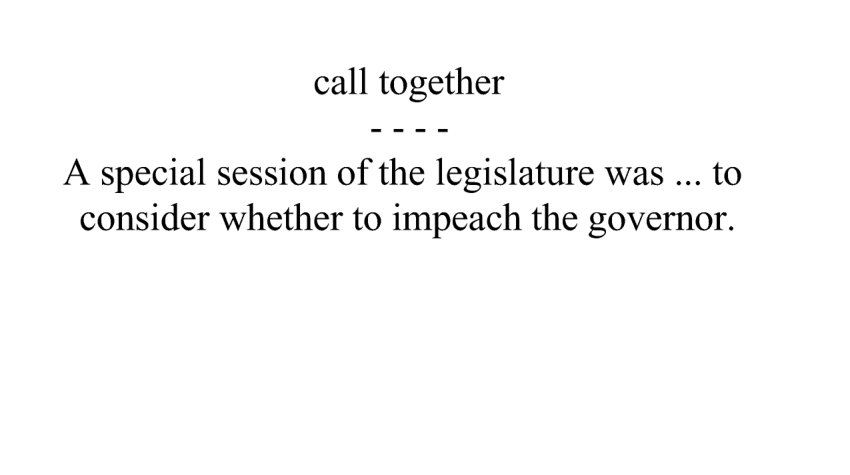 call together
- - - -
A special session of the legislature was ... to
consider whether to impeach the governor.